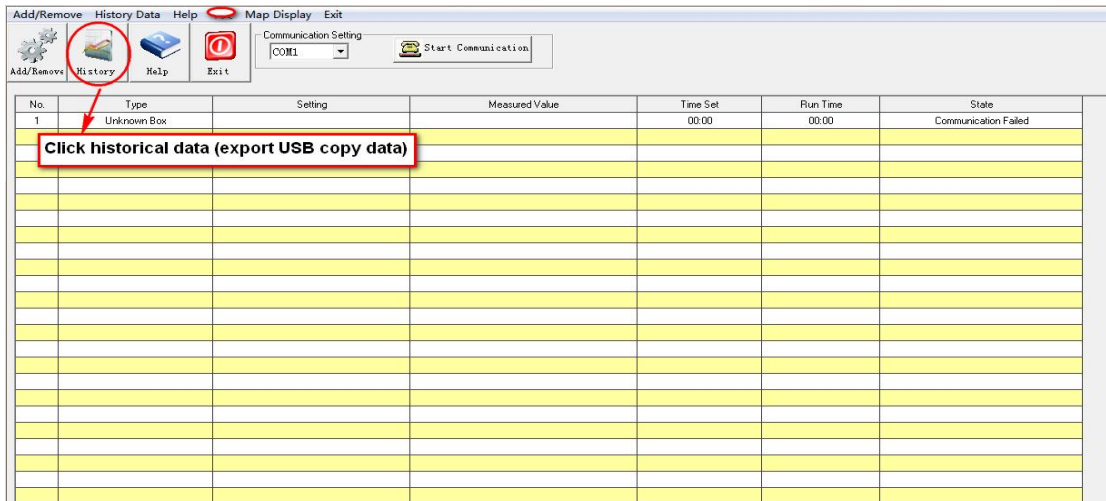 Add/Remove History Data Help Map Display Exit
Communication Setting
COM1 Start Communication
Add/Remove History Help Exit
No. Type Setting Measured Value Time Set Run Time State
1 Unknown Box 00:00 00:00 Communication Failed
Click historical data (export USB copy data)